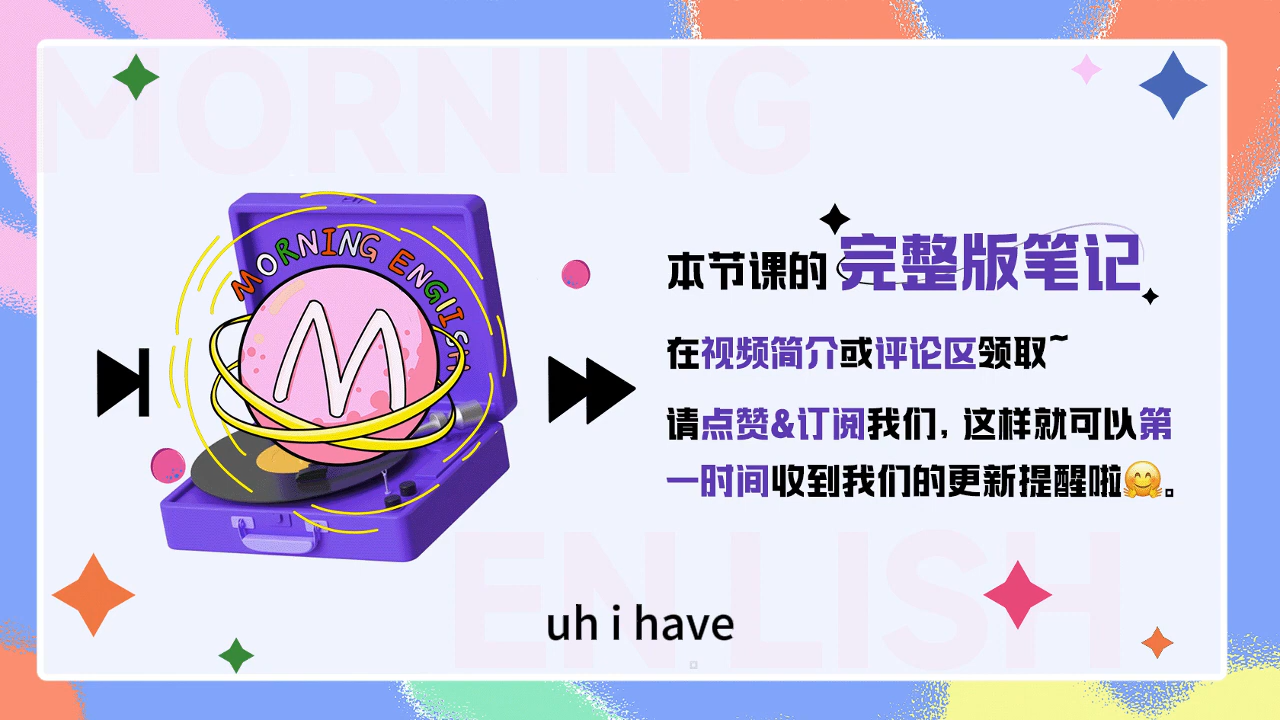 MORNING
MORNING ENGlISH
M
本节课的 完整版笔记
在视频简介或评论区领取~
请点赞&订阅我们, 这样就可以第
一时间收到我们的更新提醒啦🤗。
ENGLISH
uh i have